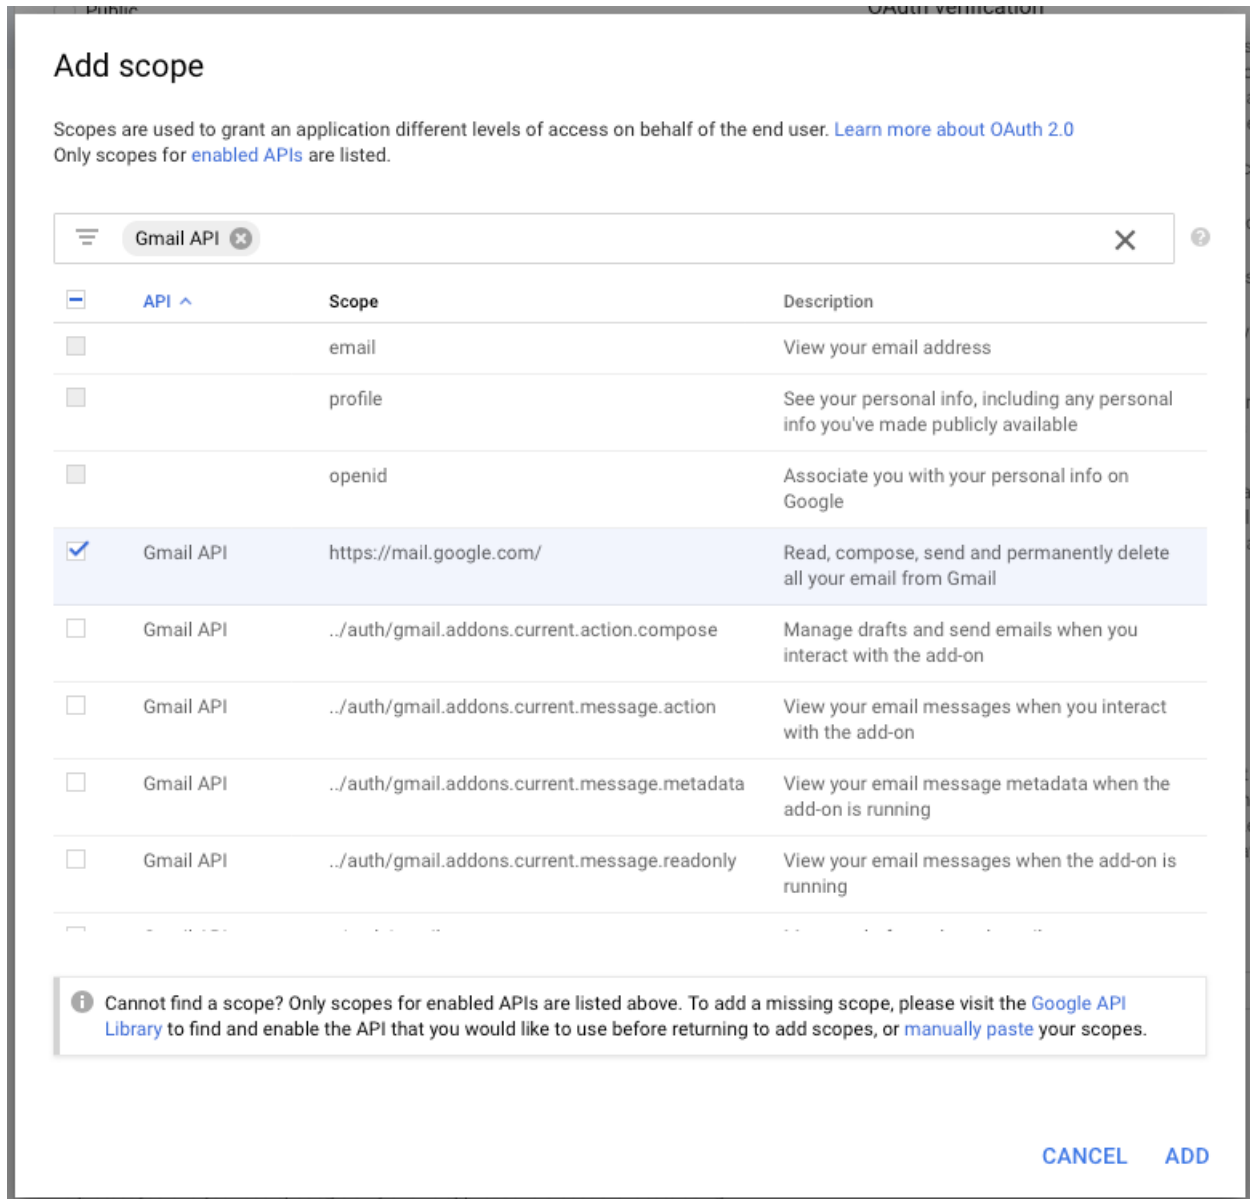 Public
OAuth verification
Add scope
Scopes are used to grant an application different levels of access on behalf of the end user. Learn more about OAuth 2.0
Only scopes for enabled APIs are listed.
Gmail API
API Scope Description
email View your email address
profile See your personal info, including any personal
info you've made publicly available
openid Associate you with your personal info on
Google
Gmail API https://mail.google.com/ Read, compose, send and permanently delete
all your email from Gmail
Gmail API ../auth/gmail.addons.current.action.compose Manage drafts and send emails when you
interact with the add-on
Gmail API ../auth/gmail.addons.current.message.action View your email messages when you interact
with the add-on
Gmail API ../auth/gmail.addons.current.message.metadata View your email message metadata when the
add-on is running
Gmail API ../auth/gmail.addons.current.message.readonly View your email messages when the add-on is
running
Cannot find a scope? Only scopes for enabled APIs are listed above. To add a missing scope, please visit the Google API
Library to find and enable the API that you would like to use before returning to add scopes, or manually paste your scopes.
CANCEL ADD